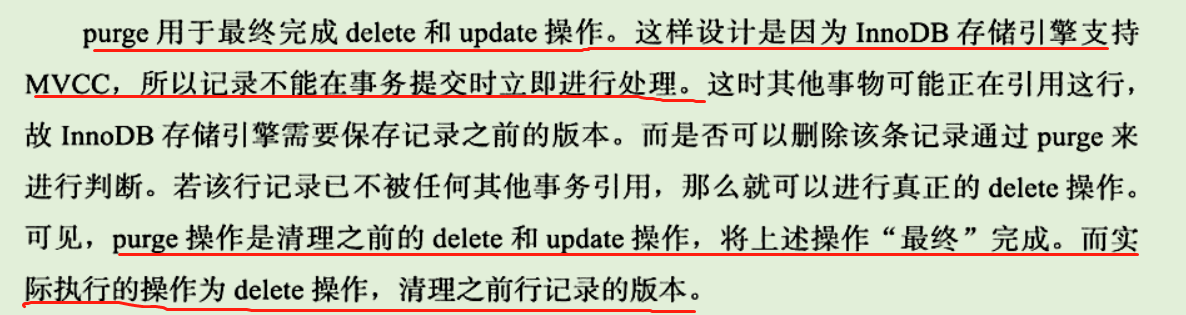 purge 用于最终完成 delete 和 update 操作。这样设计是因为 InnoDB 存储引擎支持
MVCC，所以记录不能在事务提交时立即进行处理。这时其他事物可能正在引用这行，
故 InnoDB 存储引擎需要保存记录之前的版本。而是否可以删除该条记录通过 purge 来
进行判断。若该行记录已不被任何其他事务引用，那么就可以进行真正的 delete 操作。
可见，purge 操作是清理之前的 delete 和 update 操作，将上述操作“最终”完成。而实
际执行的操作为 delete 操作，清理之前行记录的版本。